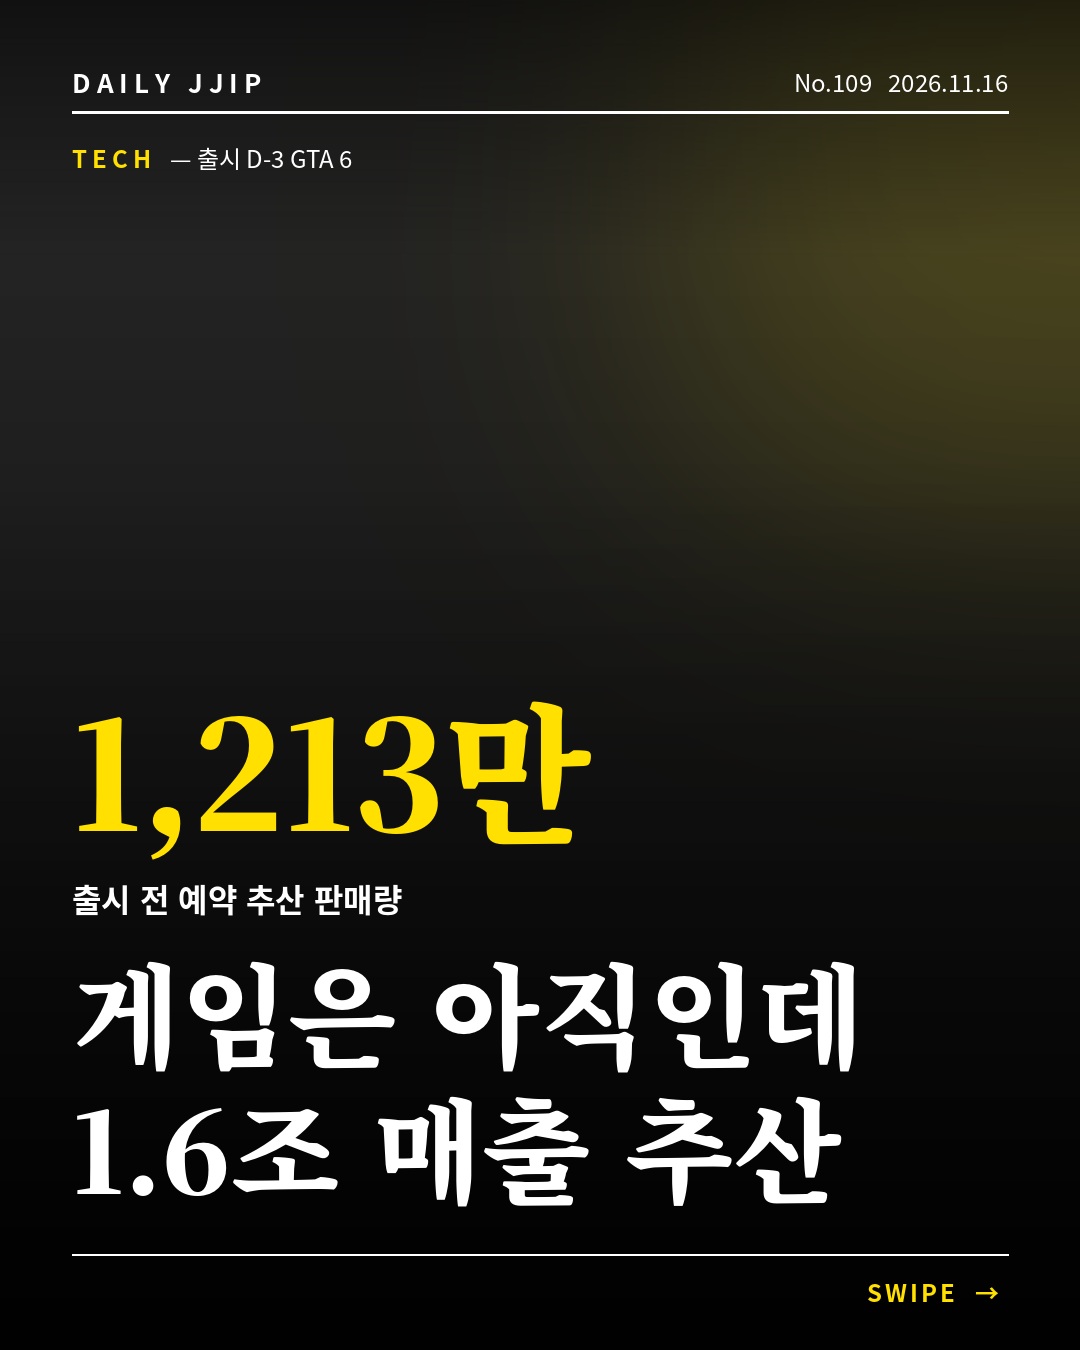 DAILY JJIP
No.109 2026.11.16
TECH — 출시 D-3 GTA 6
1,213만
출시 전 예약 추산 판매량
게임은 아직인데
1.6조 매출 추산
SWIPE →